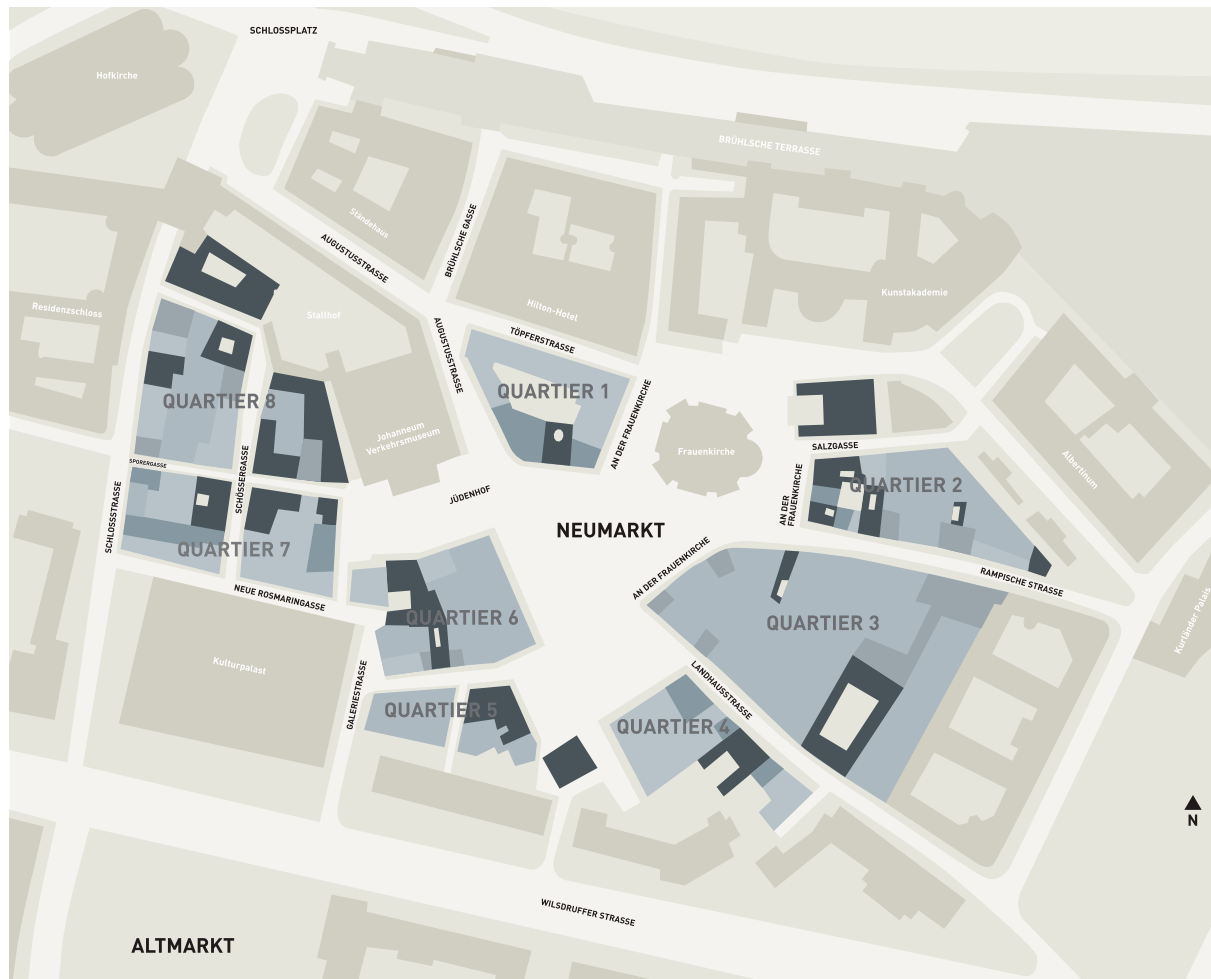 SCHLOSSPLATZ
Hofkirche
BRÜHLSCHE TERRASSE
Ständehaus
BRÜHLSCHE GASSE
AUGUSTUSSTRASSE
Residenzschloss
Stallhof
Hilton-Hotel
Kunstakademie
AUGUSTUSSTRASSE
TÖPFERSTRASSE
QUARTIER 1
AN DER FRAUENKIRCHE
QUARTIER 8
Johanneum
Verkehrsmuseum
Frauenkirche
SALZGASSE
Albertinum
SPORERGASSE
SCHÖSSERGASSE
JÜDENHOF
AN DER
FRAUENKIRCHE
QUARTIER 2
SCHLOSSSTRASSE
NEUMARKT
QUARTIER 7
AN DER FRAUENKIRCHE
RAMPISCHE STRASSE
NEUE ROSMARINGASSE
QUARTIER 6
QUARTIER 3
Kurländer Palais
Kulturpalast
GALERIESTRASSE
LANDHAUSSTRASSE
QUARTIER 5
QUARTIER 4
N
WILSDRUFFER STRASSE
ALTMARKT